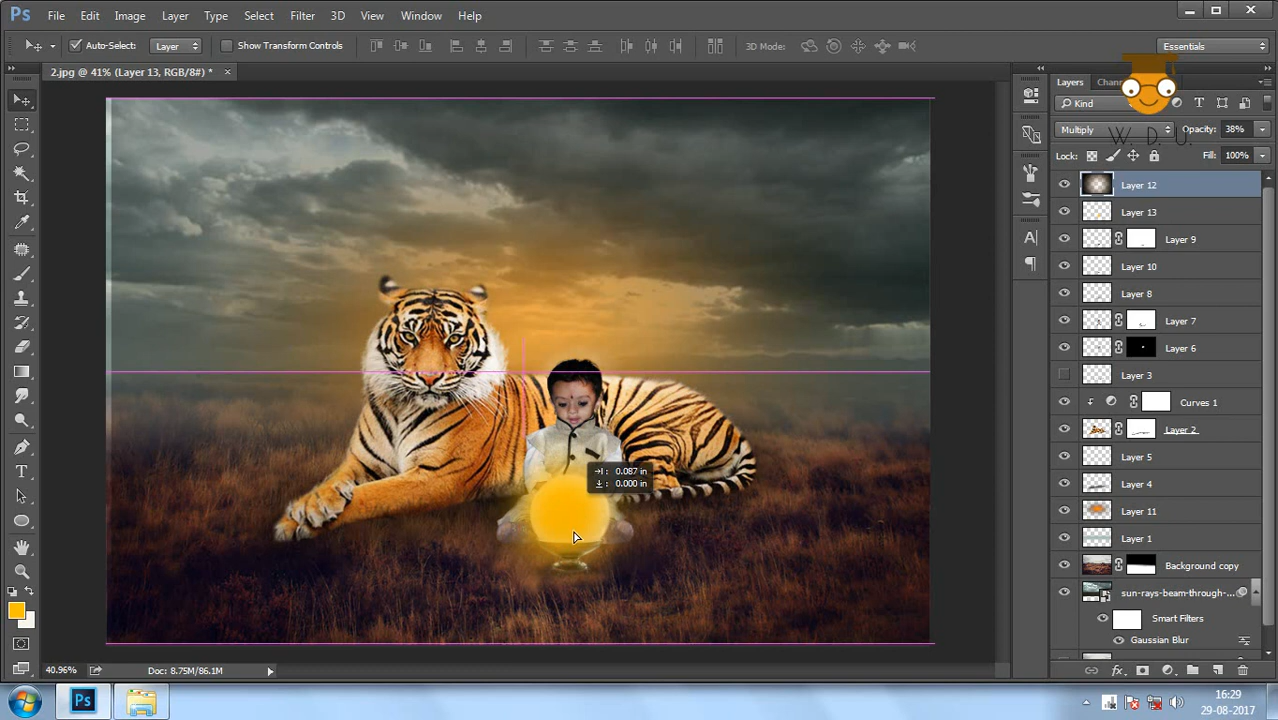 Ps File Edit Image Layer Type Select Filter 3D View Window Help
Auto-Select: Layer Show Transform Controls 3D Mode: Essentials
2.jpg @ 41% (Layer 13, RGB/8#) * ×
Layers Chann
Kind
Multiply Opacity: 38%
W. D. U.
Lock: Fill: 100%
Layer 12
Layer 13
Layer 9
Layer 10
Layer 8
Layer 7
Layer 6
Layer 3
Curves 1
Layer 2
Layer 5
Layer 4
Layer 11
Layer 1
Background copy
sun-rays-beam-through-...
Smart Filters
Gaussian Blur
0.087 in
0.000 in
40.96% Doc: 8.75M/86.1M
Ps
16:29
29-08-2017